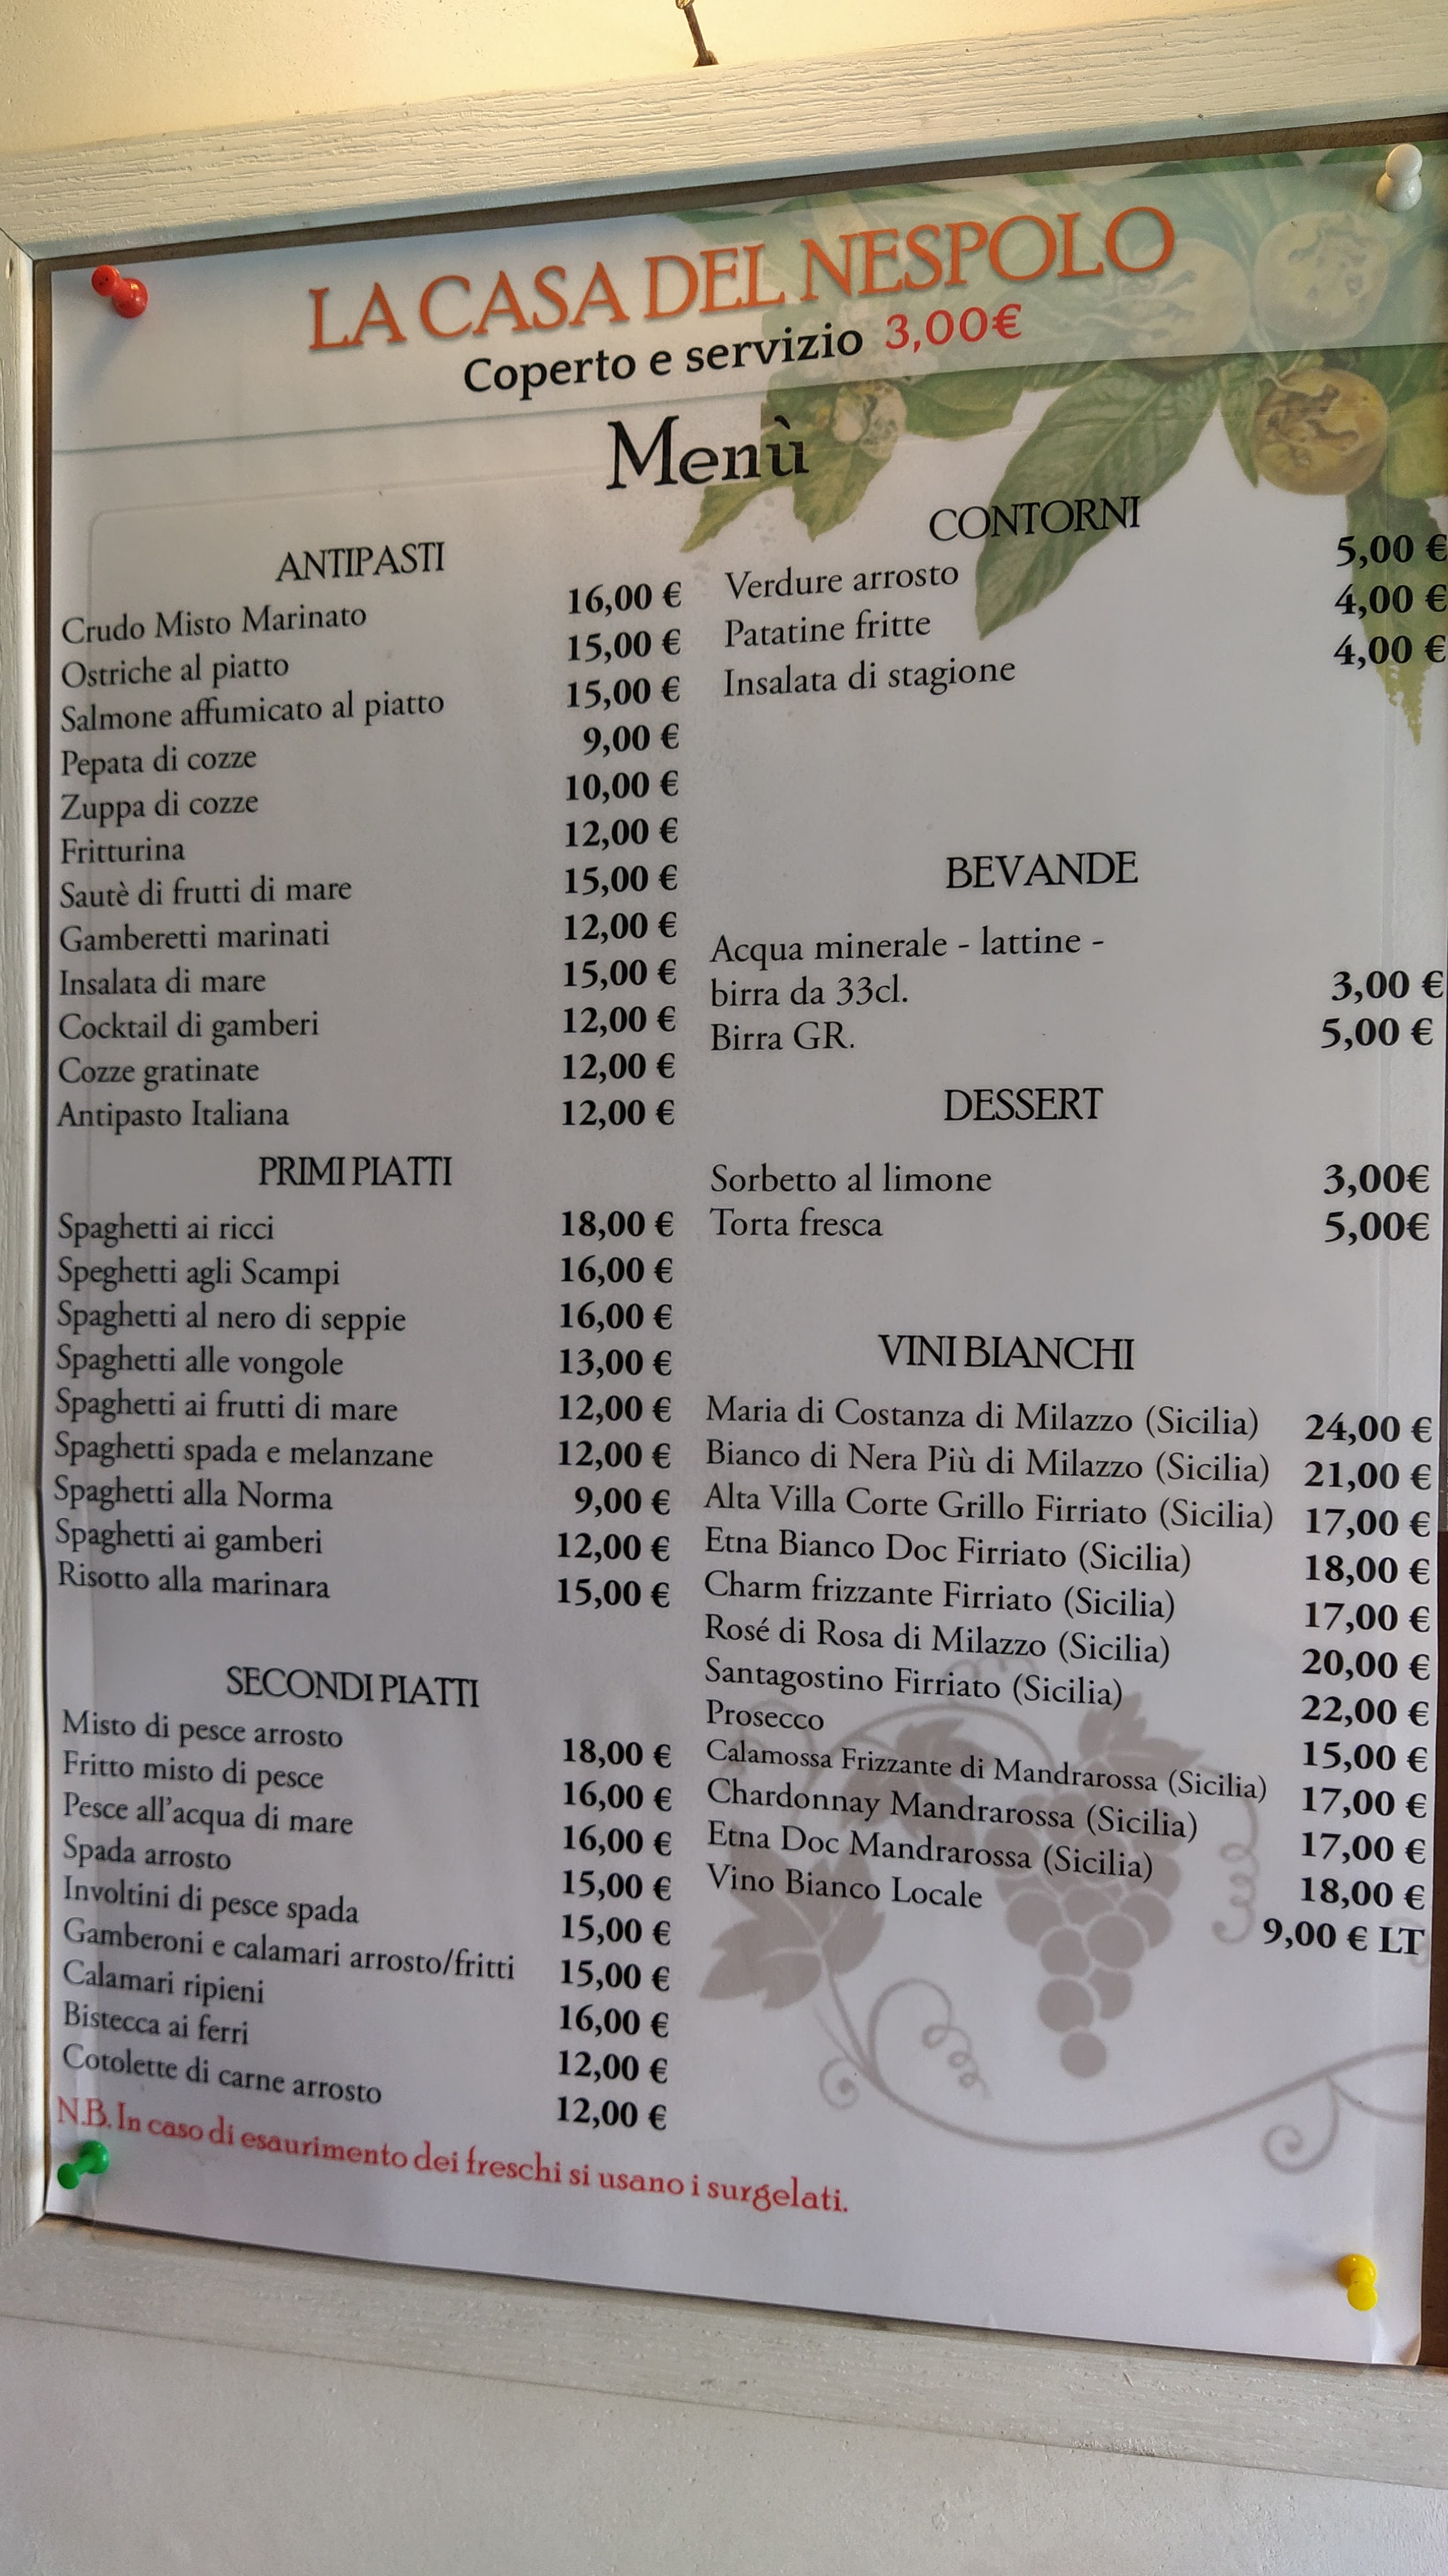 LA CASA DEL NESPOLO
Coperto e servizio 3,00€
Menù
ANTIPASTI
Crudo Misto Marinato 16,00 €
Ostriche al piatto 15,00 €
Salmone affumicato al piatto 15,00 €
Pepata di cozze 9,00 €
Zuppa di cozze 10,00 €
Fritturina 12,00 €
Sautè di frutti di mare 15,00 €
Gamberetti marinati 12,00 €
Insalata di mare 15,00 €
Cocktail di gamberi 12,00 €
Cozze gratinate 12,00 €
Antipasto Italiana 12,00 €
PRIMI PIATTI
Spaghetti ai ricci 18,00 €
Speghetti agli Scampi 16,00 €
Spaghetti al nero di seppie 16,00 €
Spaghetti alle vongole 13,00 €
Spaghetti ai frutti di mare 12,00 €
Spaghetti spada e melanzane 12,00 €
Spaghetti alla Norma 9,00 €
Spaghetti ai gamberi 12,00 €
Risotto alla marinara 15,00 €
SECONDI PIATTI
Misto di pesce arrosto 18,00 €
Fritto misto di pesce 16,00 €
Pesce all'acqua di mare 16,00 €
Spada arrosto 15,00 €
Involtini di pesce spada 15,00 €
Gamberoni e calamari arrosto/fritti 15,00 €
Calamari ripieni 16,00 €
Bistecca ai ferri 12,00 €
Cotolette di carne arrosto 12,00 €
N.B. In caso di esaurimento dei freschi si usano i surgelati.
CONTORNI
Verdure arrosto 5,00 €
Patatine fritte 4,00 €
Insalata di stagione 4,00 €
BEVANDE
Acqua minerale - lattine -
birra da 33cl. 3,00 €
Birra GR. 5,00 €
DESSERT
Sorbetto al limone 3,00€
Torta fresca 5,00€
VINI BIANCHI
Maria di Costanza di Milazzo (Sicilia) 24,00 €
Bianco di Nera Più di Milazzo (Sicilia) 21,00 €
Alta Villa Corte Grillo Firriato (Sicilia) 17,00 €
Etna Bianco Doc Firriato (Sicilia) 18,00 €
Charm frizzante Firriato (Sicilia) 17,00 €
Rosé di Rosa di Milazzo (Sicilia) 20,00 €
Santagostino Firriato (Sicilia) 22,00 €
Prosecco 15,00 €
Calamossa Frizzante di Mandrarossa (Sicilia) 17,00 €
Chardonnay Mandrarossa (Sicilia) 17,00 €
Etna Doc Mandrarossa (Sicilia) 18,00 €
Vino Bianco Locale 9,00 € LT